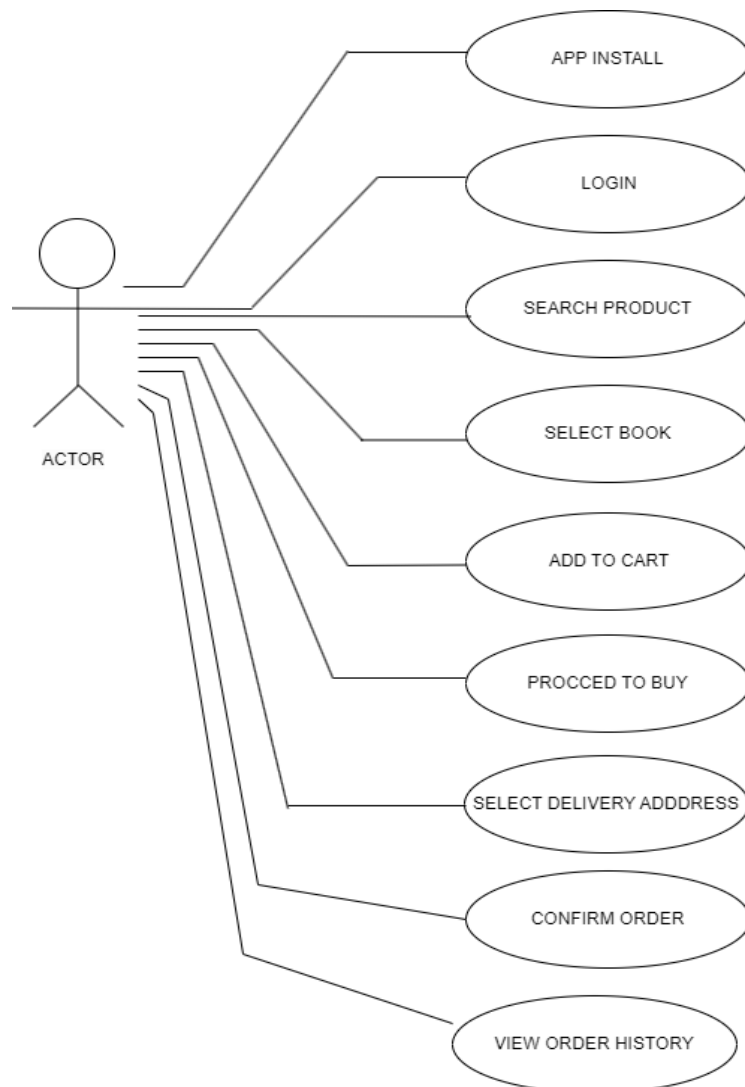 APP INSTALL
LOGIN
SEARCH PRODUCT
SELECT BOOK
ACTOR
ADD TO CART
PROCCED TO BUY
SELECT DELIVERY ADDDRESS
CONFIRM ORDER
VIEW ORDER HISTORY